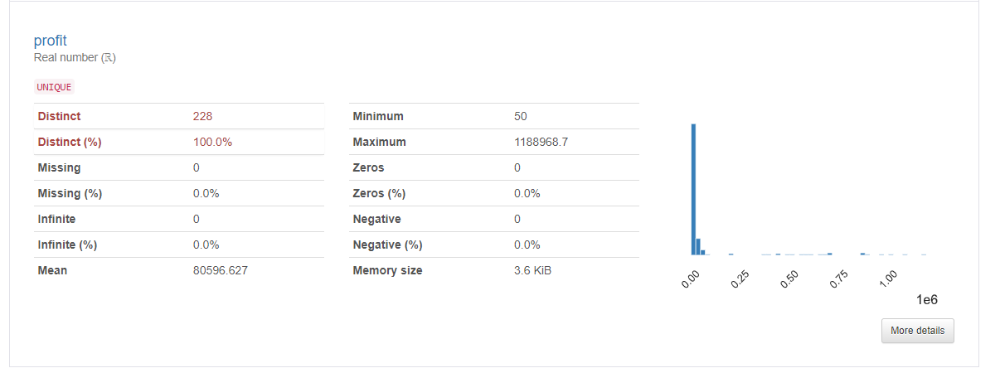 profit
Real number (ℝ)
UNIQUE
Distinct 228
Distinct (%) 100.0%
Missing 0
Missing (%) 0.0%
Infinite 0
Infinite (%) 0.0%
Mean 80596.627
Minimum 50
Maximum 1188968.7
Zeros 0
Zeros (%) 0.0%
Negative 0
Negative (%) 0.0%
Memory size 3.6 KiB
0.00 0.25 0.50 0.75 1.00
1e6
More details